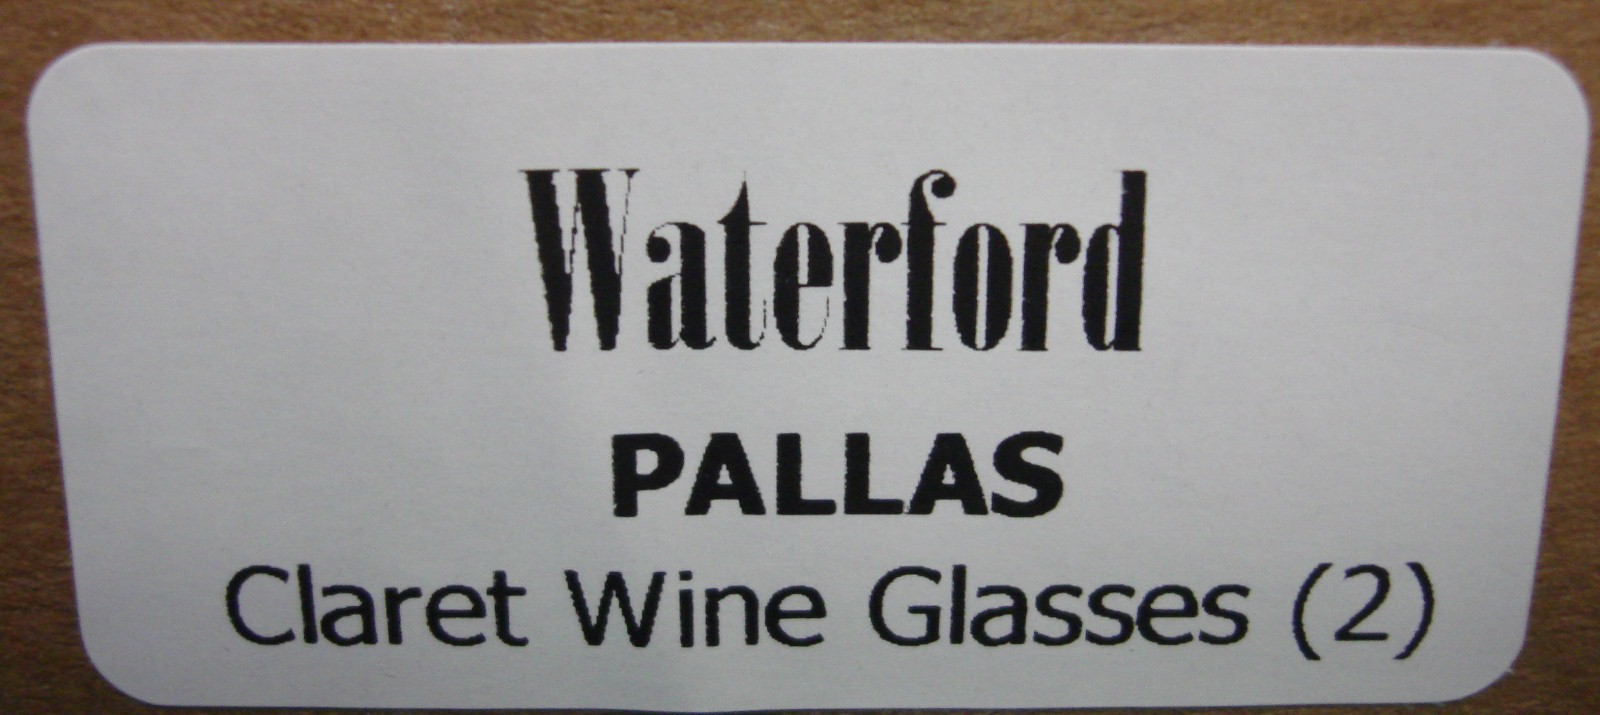 Waterford
PALLAS
Claret Wine Glasses (2)